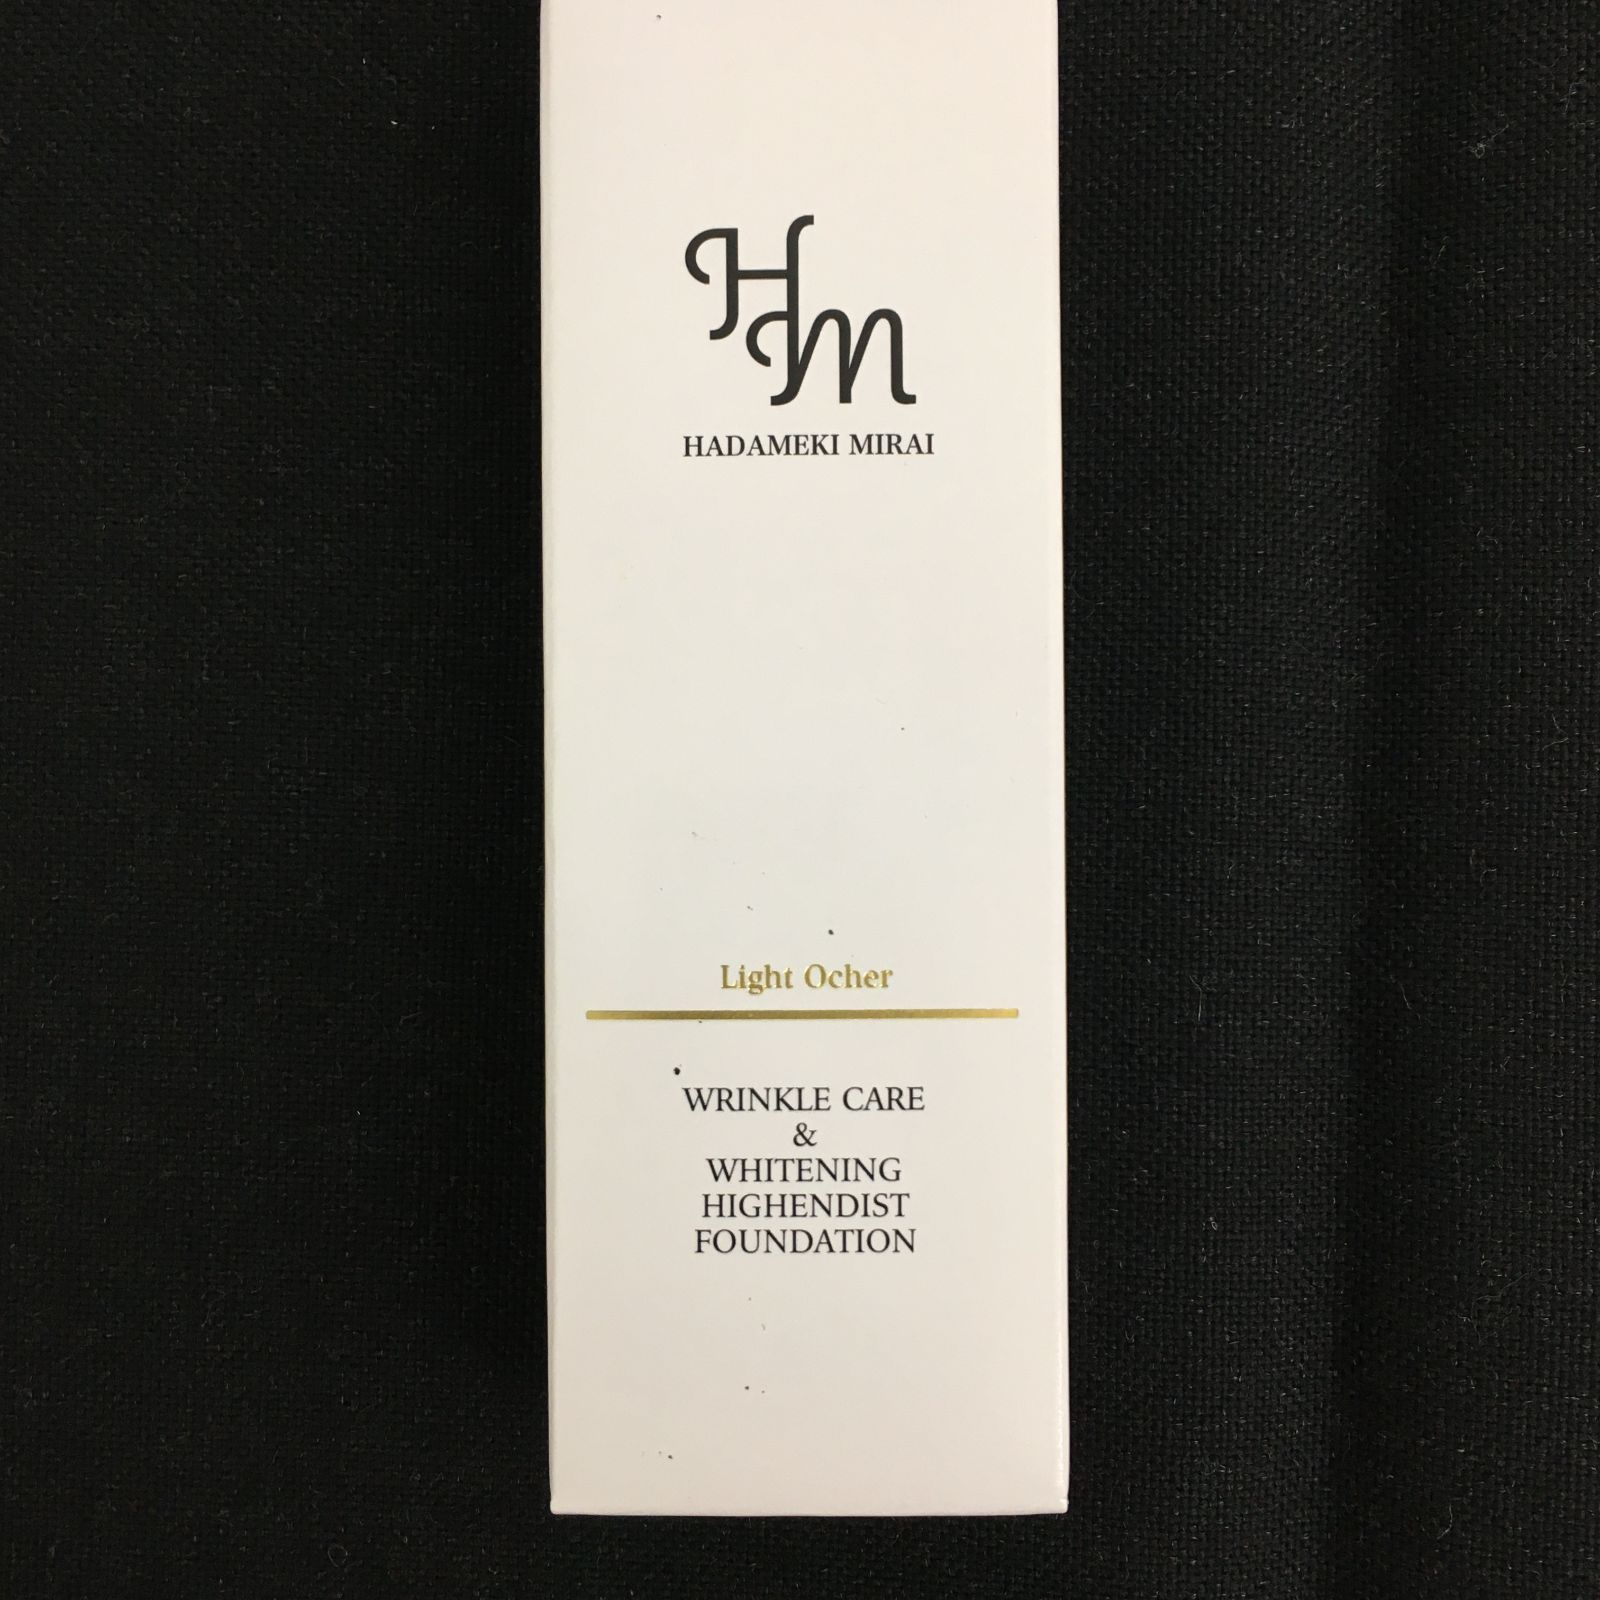 HM
HADAMEKI MIRAI
Light Ocher
WRINKLE CARE
&
WHITENING
HIGHENDIST
FOUNDATION